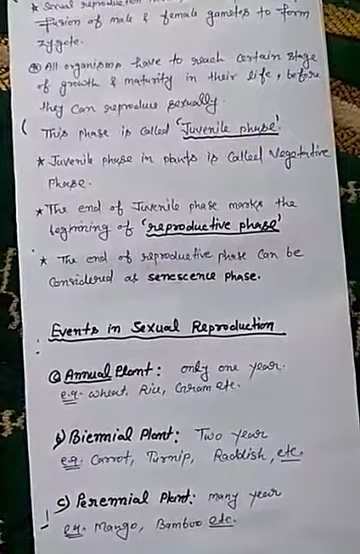 * Sexual reproduction
Fusion of male & female gametes to form
zygote.
* All organisms have to reach certain stage
of growth & maturity in their life, before
they can reproduce sexually.
( This phase is called 'Juvenile phase'.
* Juvenile phase in plants is called Vegetative
Phase.
* The end of Juvenile phase marks the
beginning of 'reproductive phase'
* The end of reproductive phase can be
considered as senescence phase.
Events in Sexual Reproduction
a) Annual Plant: only one year.
e.g. Wheat, Rice, Gram etc.
b) Biennial Plant: Two year
eg. Carrot, Turnip, Raddish, etc.
c) Perennial Plant: many year
eg. Mango, Bamboo etc.